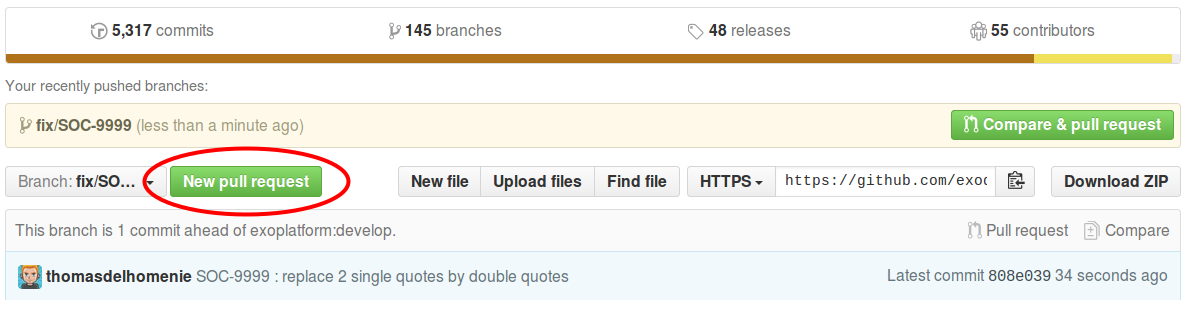 5,317 commits 145 branches 48 releases 55 contributors
Your recently pushed branches:
fix/SOC-9999 (less than a minute ago) Compare & pull request
Branch: fix/SO... New pull request New file Upload files Find file HTTPS https://github.com/exo Download ZIP
This branch is 1 commit ahead of exoplatform:develop. Pull request Compare
thomasdelhomenie SOC-9999 : replace 2 single quotes by double quotes Latest commit 808e039 34 seconds ago